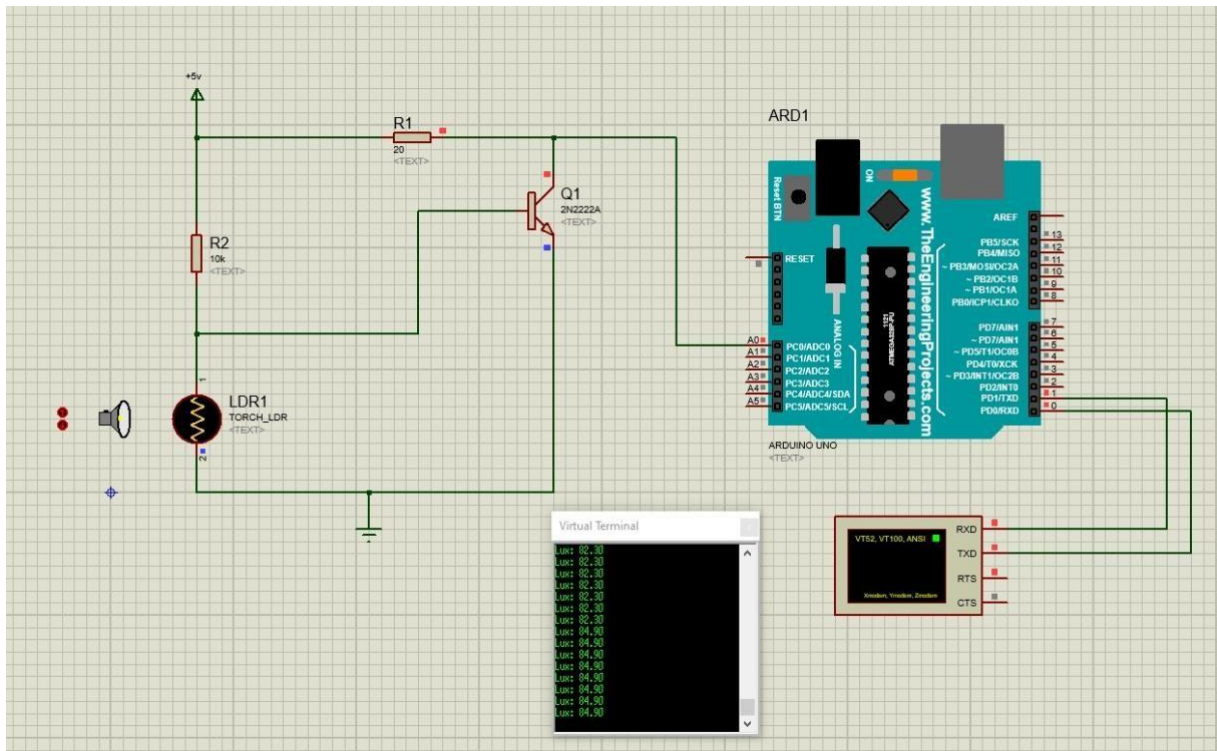 +5v
R1
20
<TEXT>
Q1
2N2222A
<TEXT>
R2
10k
<TEXT>
1
LDR1
TORCH_LDR
<TEXT>
2
ARD1
Reset BTN
ON
www.TheEngineeringProjects.com
ANALOG IN
RESET
A0
A1
A2
A3
A4
A5
PC0/ADC0
PC1/ADC1
PC2/ADC2
PC3/ADC3
PC4/ADC4/SDA
PC5/ADC5/SCL
AREF
PB5/SCK
PB4/MISO
~ PB3/MOSI/OC2A
~ PB2/OC1B
~ PB1/OC1A
PB0/ICP1/CLKO
13
12
11
10
9
8
PD7/AIN1
~ PD7/AIN1
~ PD5/T1/OC0B
PD4/T0/XCK
~ PD3/INT1/OC2B
PD2/INT0
PD1/TXD
PD0/RXD
7
6
5
4
3
2
1
0
ARDUINO UNO
<TEXT>
Virtual Terminal
Lux: 82.30
Lux: 82.30
Lux: 82.30
Lux: 82.30
Lux: 82.30
Lux: 82.30
Lux: 82.30
Lux: 84.90
Lux: 84.90
Lux: 84.90
Lux: 84.90
Lux: 84.90
Lux: 84.90
Lux: 84.90
Lux: 84.90
VT52, VT100, ANSI
Xmodem, Ymodem, Zmodem
RXD
TXD
RTS
CTS